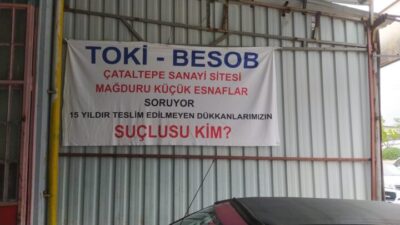 TOKİ - BESOB
ÇATALTEPE SANAYİ SİTESİ
MAĞDURU KÜÇÜK ESNAFLAR
SORUYOR
15 YILDIR TESLİM EDİLMEYEN DÜKKANLARIMIZIN
SUÇLUSU KİM?